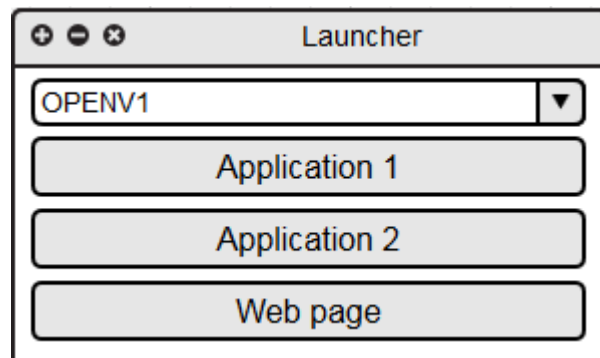 Launcher
OPENV1
Application 1
Application 2
Web page